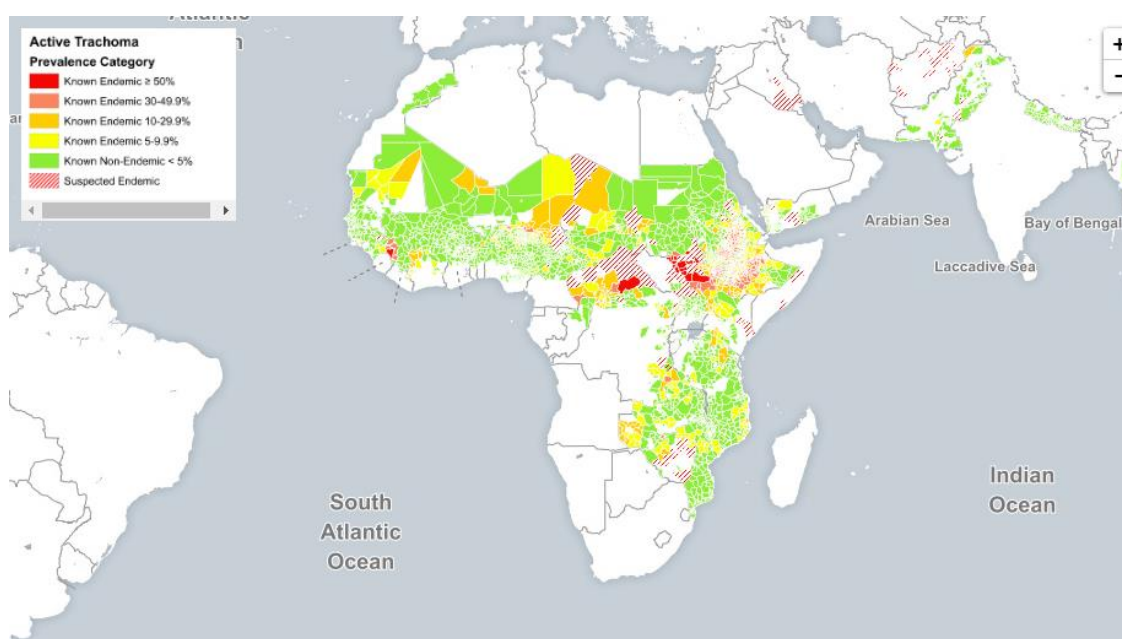 Atlantic
Active Trachoma
Prevalence Category
Known Endemic ≥ 50%
Known Endemic 30-49.9%
Known Endemic 10-29.9%
Known Endemic 5-9.9%
Known Non-Endemic < 5%
Suspected Endemic
+
−
Arabian Sea
Bay of Bengal
Laccadive Sea
South
Atlantic
Ocean
Indian
Ocean